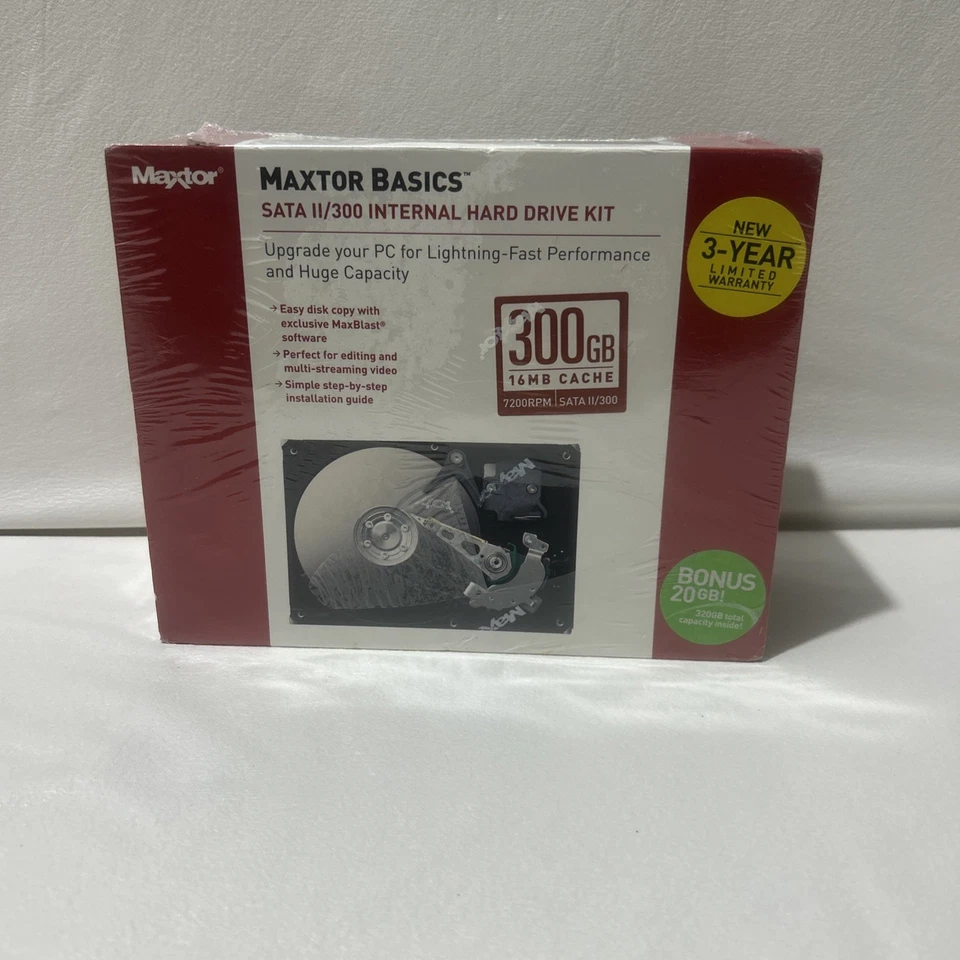 Maxtor®
MAXTOR BASICS™
SATA II/300 INTERNAL HARD DRIVE KIT
Upgrade your PC for Lightning-Fast Performance
and Huge Capacity
→ Easy disk copy with
exclusive MaxBlast®
software
→ Perfect for editing and
multi-streaming video
→ Simple step-by-step
installation guide
NEW
3-YEAR
LIMITED
WARRANTY
300GB
16MB CACHE
7200RPM | SATA II/300
BONUS
20GB!
320GB total
capacity inside!